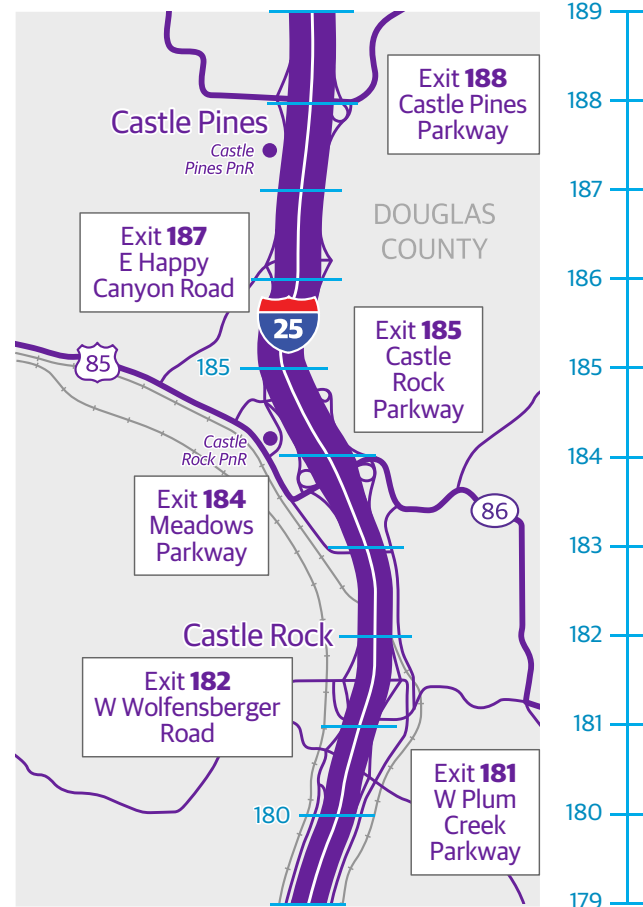 189
Exit 188
Castle Pines
Parkway
188
Castle Pines
Castle
Pines PnR
187
DOUGLAS
COUNTY
Exit 187
E Happy
Canyon Road
186
25
Exit 185
Castle
Rock
Parkway
85
185
185
Castle
Rock PnR
184
Exit 184
Meadows
Parkway
86
183
Castle Rock
182
Exit 182
W Wolfensberger
Road
181
Exit 181
W Plum
Creek
Parkway
180
180
179